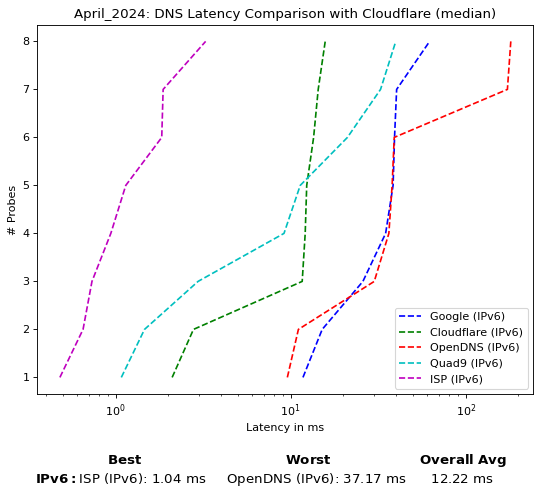 April_2024: DNS Latency Comparison with Cloudflare (median)
# Probes
8
7
6
5
4
3
2
1
Google (IPv6)
Cloudflare (IPv6)
OpenDNS (IPv6)
Quad9 (IPv6)
ISP (IPv6)
10⁰ 10¹ 10²
Latency in ms
Best Worst Overall Avg
IPv6: ISP (IPv6): 1.04 ms OpenDNS (IPv6): 37.17 ms 12.22 ms